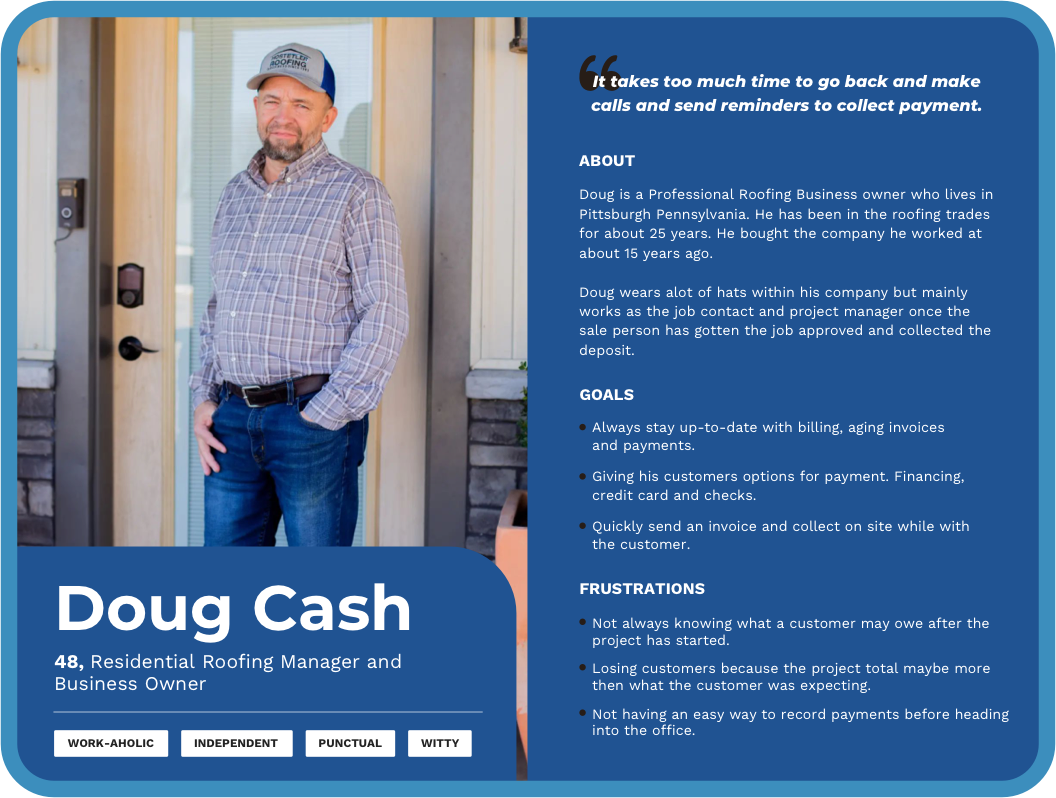 ROOFING
Doug Cash
48, Residential Roofing Manager and
Business Owner
WORK-AHOLIC
INDEPENDENT
PUNCTUAL
WITTY
“
It takes too much time to go back and make
calls and send reminders to collect payment.
ABOUT
Doug is a Professional Roofing Business owner who lives in
Pittsburgh Pennsylvania. He has been in the roofing trades
for about 25 years. He bought the company he worked at
about 15 years ago.
Doug wears alot of hats within his company but mainly
works as the job contact and project manager once the
sale person has gotten the job approved and collected the
deposit.
GOALS
• Always stay up-to-date with billing, aging invoices
and payments.
• Giving his customers options for payment. Financing,
credit card and checks.
• Quickly send an invoice and collect on site while with
the customer.
FRUSTRATIONS
• Not always knowing what a customer may owe after the
project has started.
• Losing customers because the project total maybe more
then what the customer was expecting.
• Not having an easy way to record payments before heading
into the office.